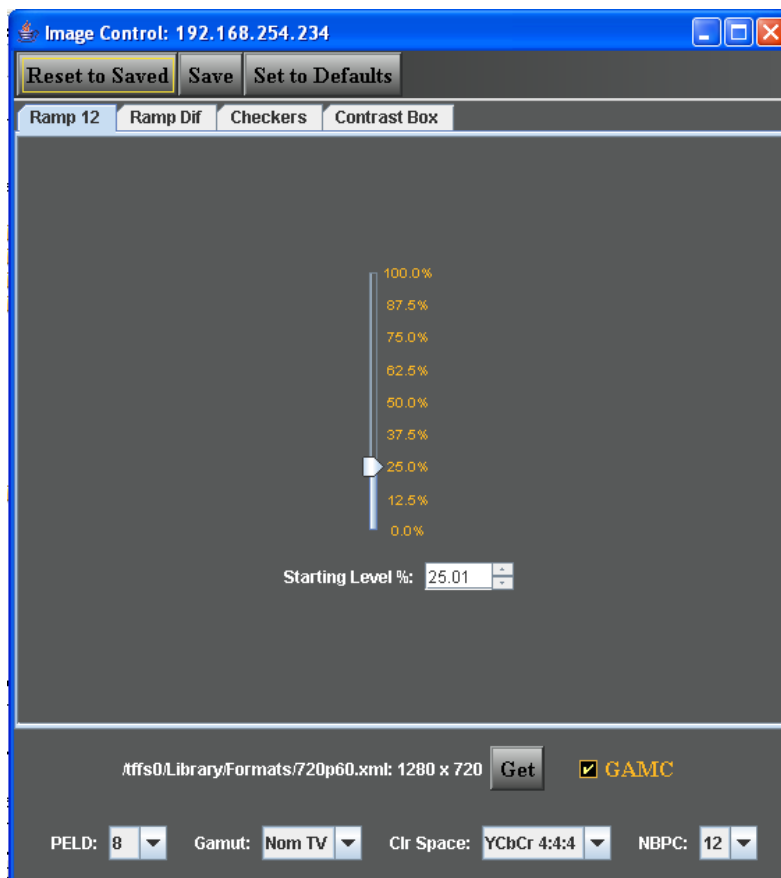 Image Control: 192.168.254.234
Reset to Saved Save Set to Defaults
Ramp 12 Ramp Dif Checkers Contrast Box
100.0%
87.5%
75.0%
62.5%
50.0%
37.5%
25.0%
12.5%
0.0%
Starting Level %: 25.01
/tffs0/Library/Formats/720p60.xml: 1280 x 720 Get GAMC
PELD: 8 Gamut: Nom TV Clr Space: YCbCr 4:4:4 NBPC: 12